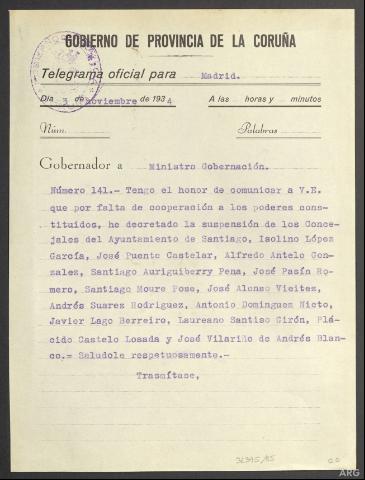 GOBIERNO DE PROVINCIA DE LA CORUÑA
Telegrama oficial para Madrid.
Día 3 de noviembre de 1934 A las horas y minutos
Núm. Palabras
Gobernador a Ministro Gobernación.
Número 141.- Tengo el honor de comunicar a V.E.
que por falta de cooperación a los poderes cons-
tituidos, he decretado la suspensión de los Conce-
jales del Ayuntamiento de Santiago, Isolino López
García, José Puente Castelar, Alfredo Antelo Gon-
zalez, Santiago Auriguiberry Pena, José Pasín Ro-
mero, Santiago Moure Pose, José Alonso Vieites,
Andrés Suarez Rodriguez, Antonio Dominguez Nieto,
Javier Lago Berreiro, Laureano Santiso Girón, Plá-
cido Castelo Losada y José Vilariño de Andrés Blan-
co.= Saludole respetuosamente.-
Trasmítase,
ARG